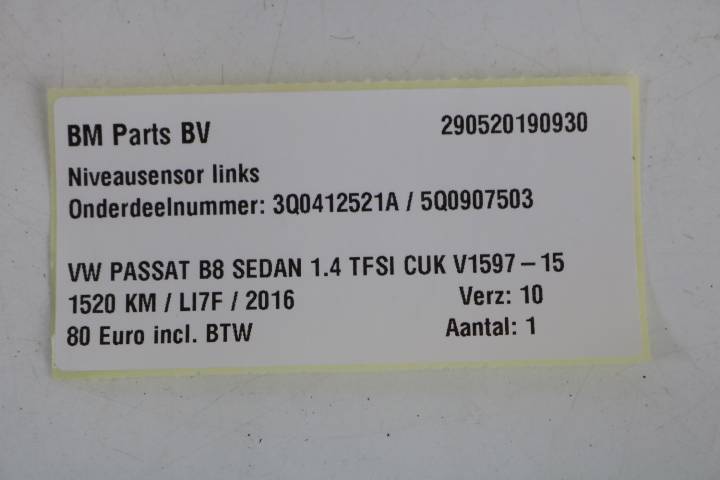 BM Parts BV 290520190930
Niveausensor links
Onderdeelnummer: 3Q0412521A / 5Q0907503
VW PASSAT B8 SEDAN 1.4 TFSI CUK V1597-15
1520 KM / LI7F / 2016 Verz: 10
80 Euro incl. BTW Aantal: 1